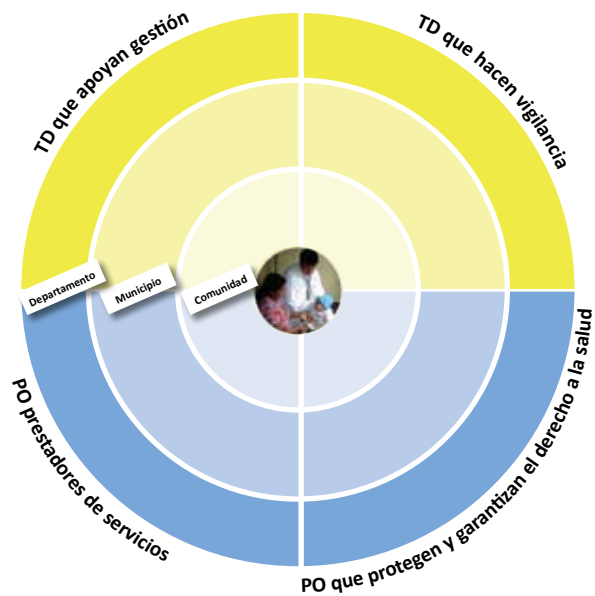 TD que apoyan gestión
TD que hacen vigilancia
Departamento
Municipio
Comunidad
PO prestadores de servicios
PO que protegen y garantizan el derecho a la salud